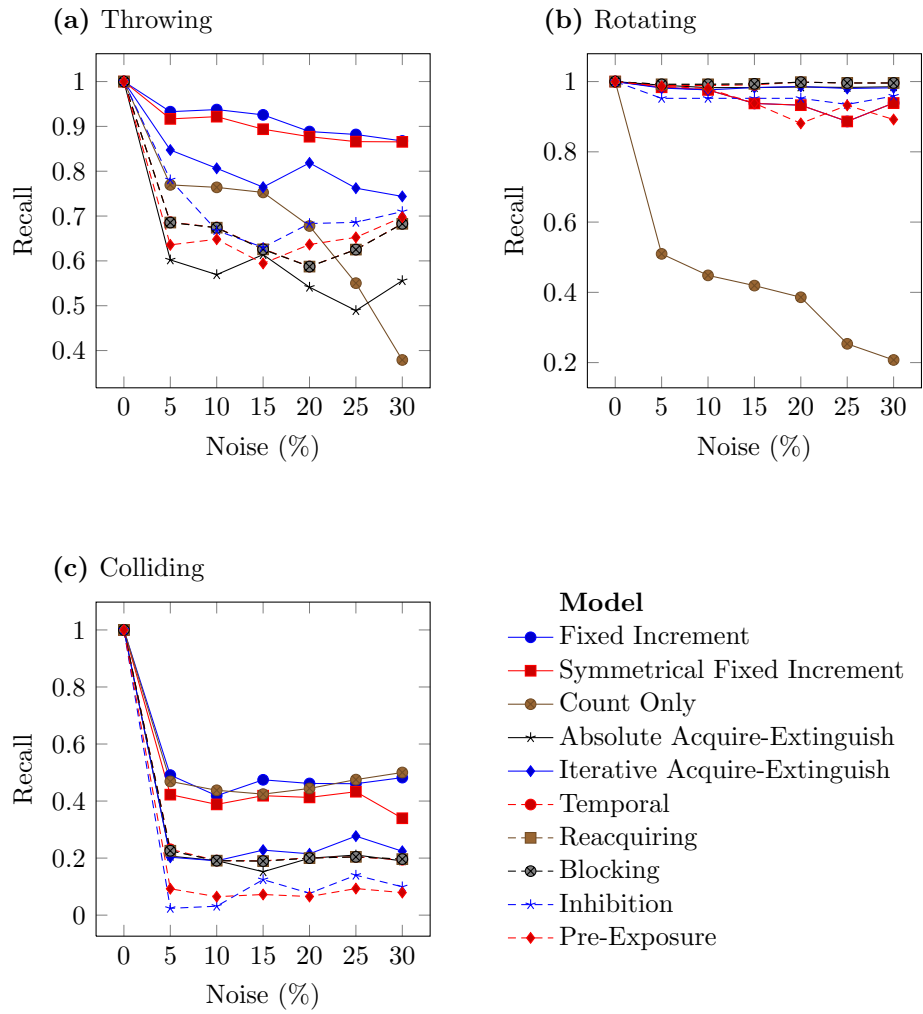 (a) Throwing
1
0.9
0.8
0.7
0.6
0.5
0.4
Recall
0 5 10 15 20 25 30
Noise (%)
(b) Rotating
1
0.8
0.6
0.4
0.2
Recall
0 5 10 15 20 25 30
Noise (%)
(c) Colliding
1
0.8
0.6
0.4
0.2
0
Recall
0 5 10 15 20 25 30
Noise (%)
Model
Fixed Increment
Symmetrical Fixed Increment
Count Only
Absolute Acquire-Extinguish
Iterative Acquire-Extinguish
Temporal
Reacquiring
Blocking
Inhibition
Pre-Exposure